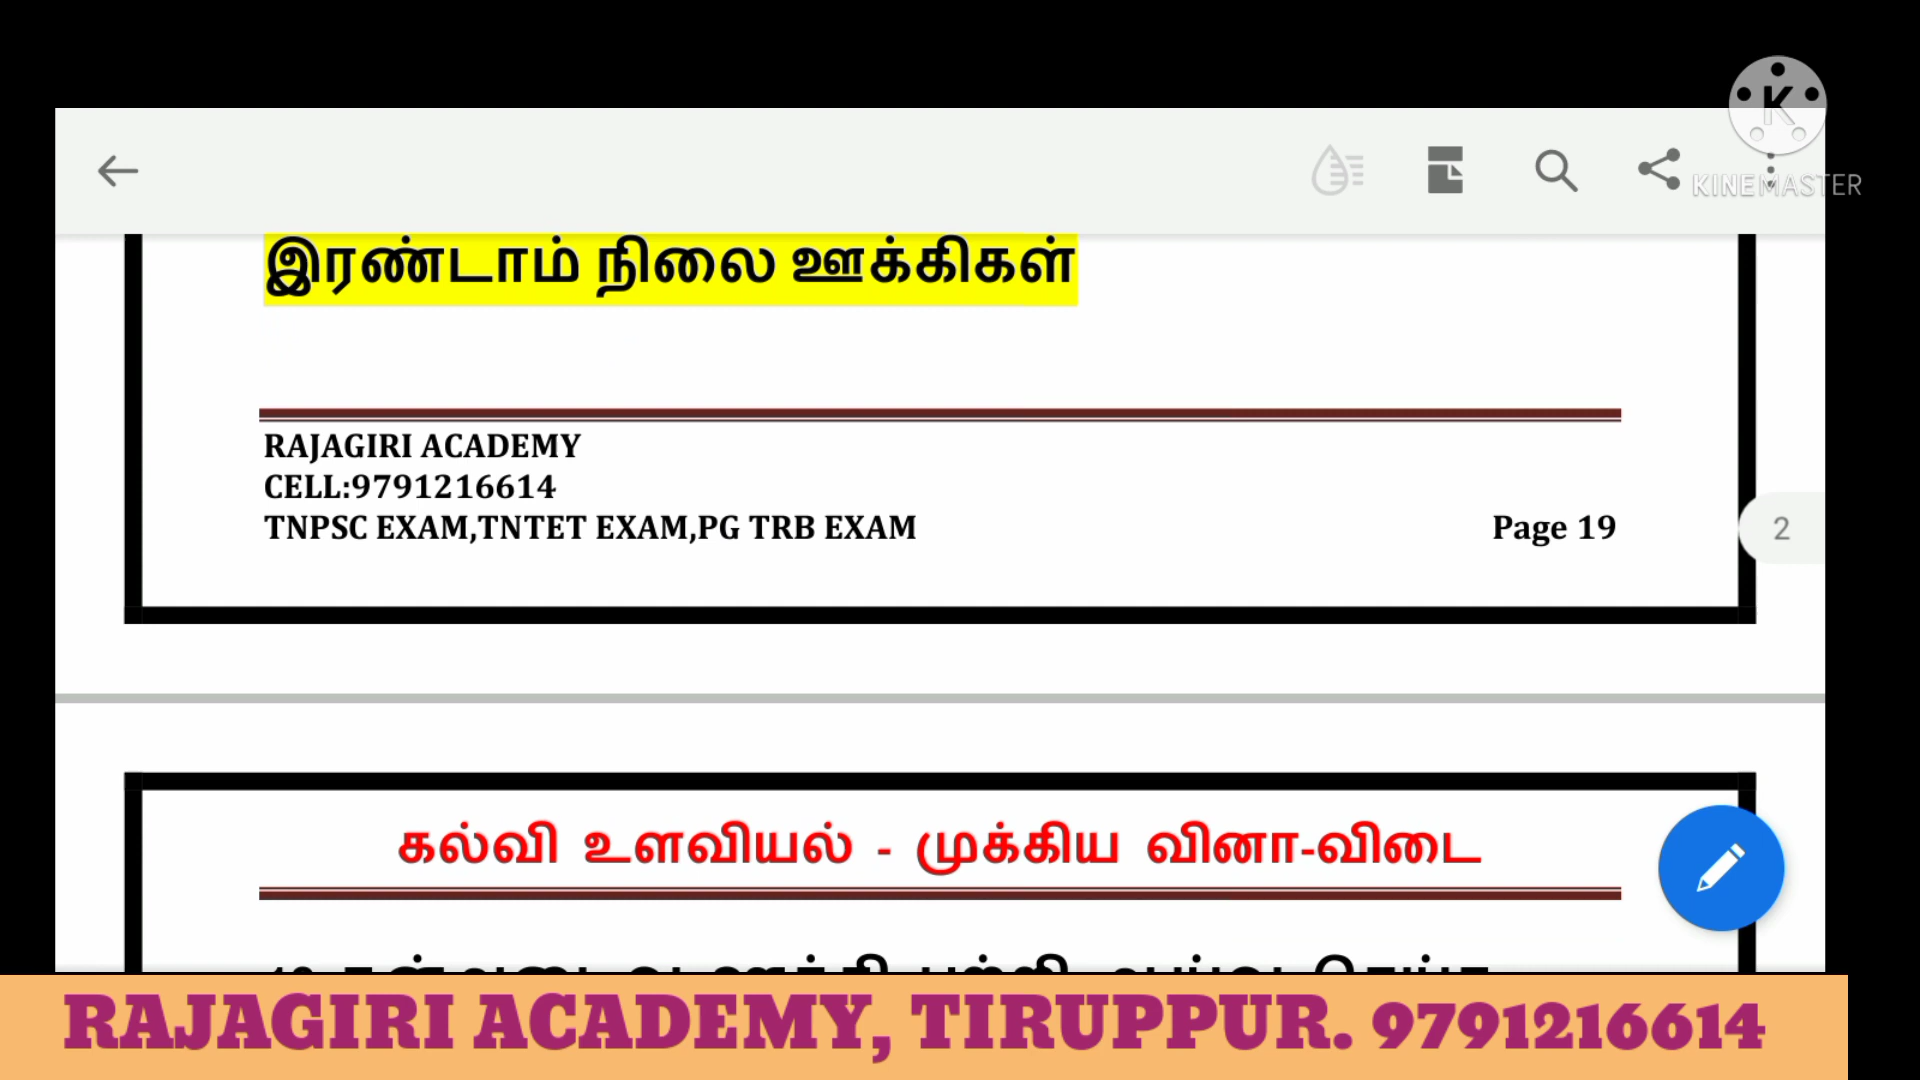 KINEMASTER
இரண்டாம் நிலை ஊக்கிகள்
RAJAGIRI ACADEMY
CELL:9791216614
TNPSC EXAM,TNTET EXAM,PG TRB EXAM
Page 19
2
கல்வி உளவியல் - முக்கிய வினா-விடை
RAJAGIRI ACADEMY, TIRUPPUR. 9791216614